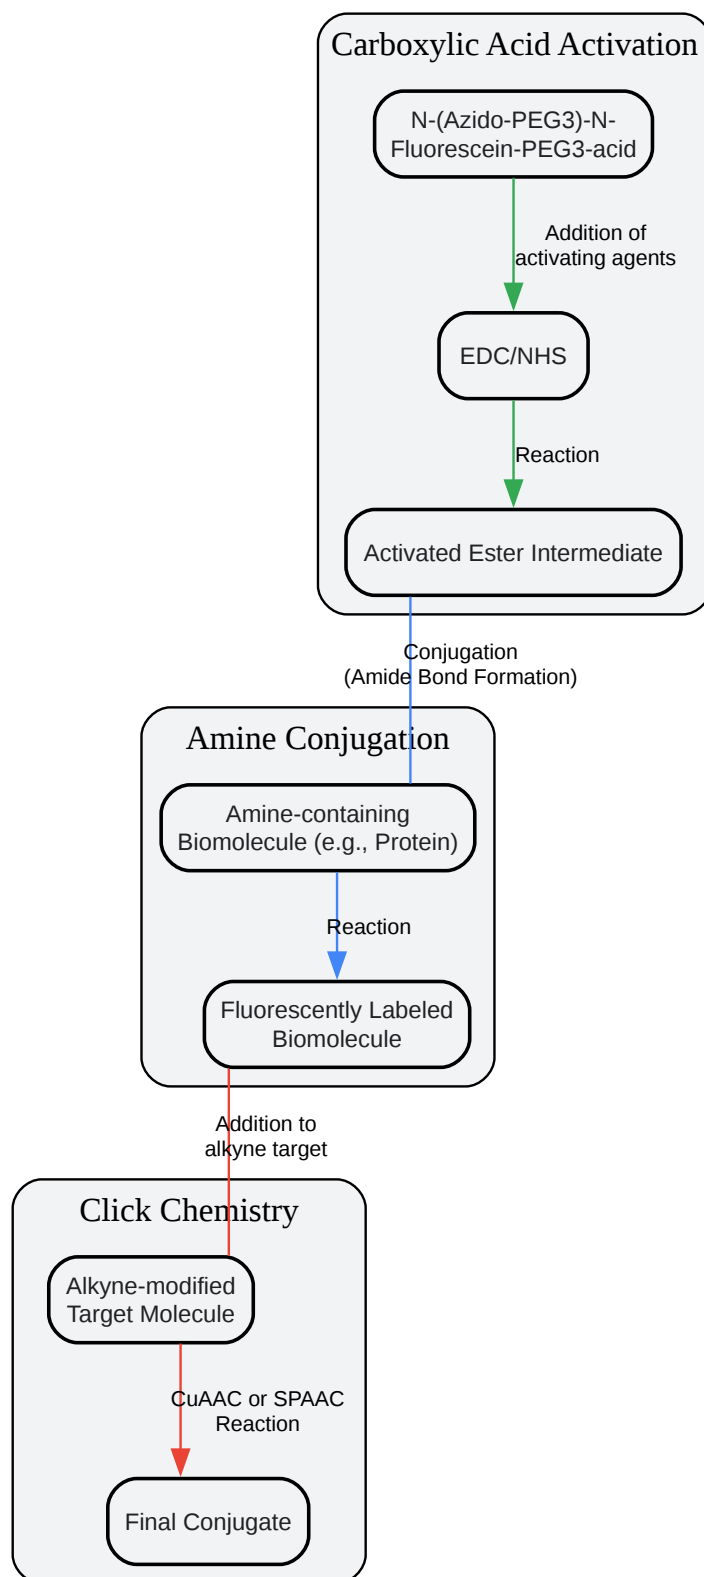 Carboxylic Acid Activation
N-(Azido-PEG3)-N-
Fluorescein-PEG3-acid
Addition of
activating agents
EDC/NHS
Reaction
Activated Ester Intermediate
Conjugation
(Amide Bond Formation)
Amine Conjugation
Amine-containing
Biomolecule (e.g., Protein)
Reaction
Fluorescently Labeled
Biomolecule
Addition to
alkyne target
Click Chemistry
Alkyne-modified
Target Molecule
CuAAC or SPAAC
Reaction
Final Conjugate